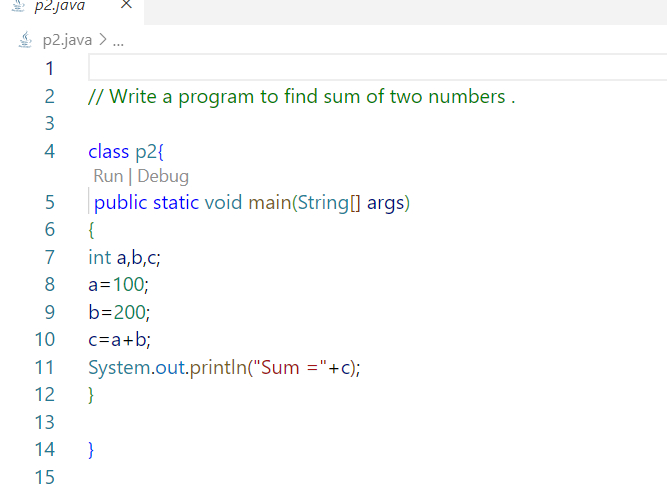 p2.java ×
p2.java > ...
1
2 // Write a program to find sum of two numbers .
3
4 class p2{
Run | Debug
5 public static void main(String[] args)
6 {
7 int a,b,c;
8 a=100;
9 b=200;
10 c=a+b;
11 System.out.println("Sum ="+c);
12 }
13
14 }
15